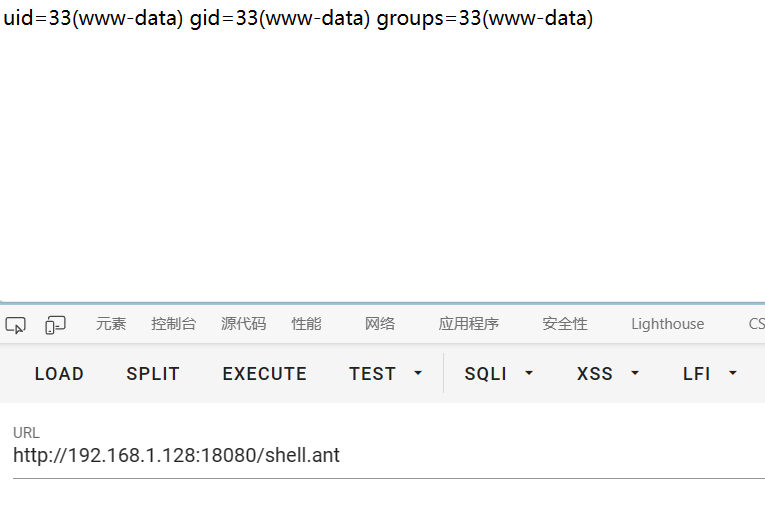 uid=33(www-data) gid=33(www-data) groups=33(www-data)
元素 控制台 源代码 性能 网络 应用程序 安全性 Lighthouse CS
LOAD SPLIT EXECUTE TEST SQLI XSS LFI
URL
http://192.168.1.128:18080/shell.ant